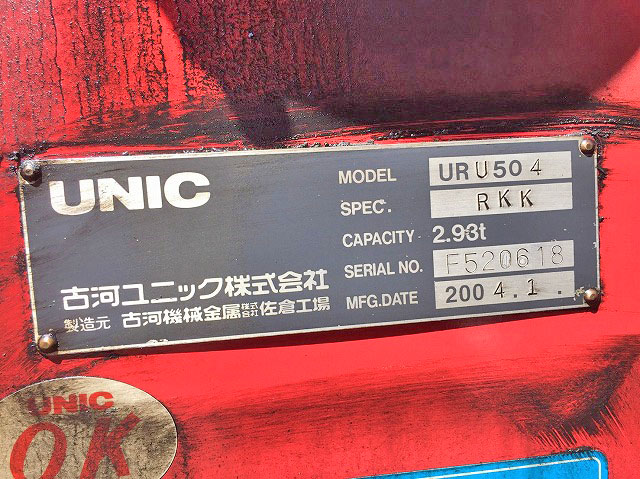 UNIC
MODEL URU504
SPEC. RKK
CAPACITY 2.93t
SERIAL NO. F520618
MFG.DATE 2004.1.
古河ユニック株式会社
製造元 古河機械金属株式会社佐倉工場
UNIC
OK